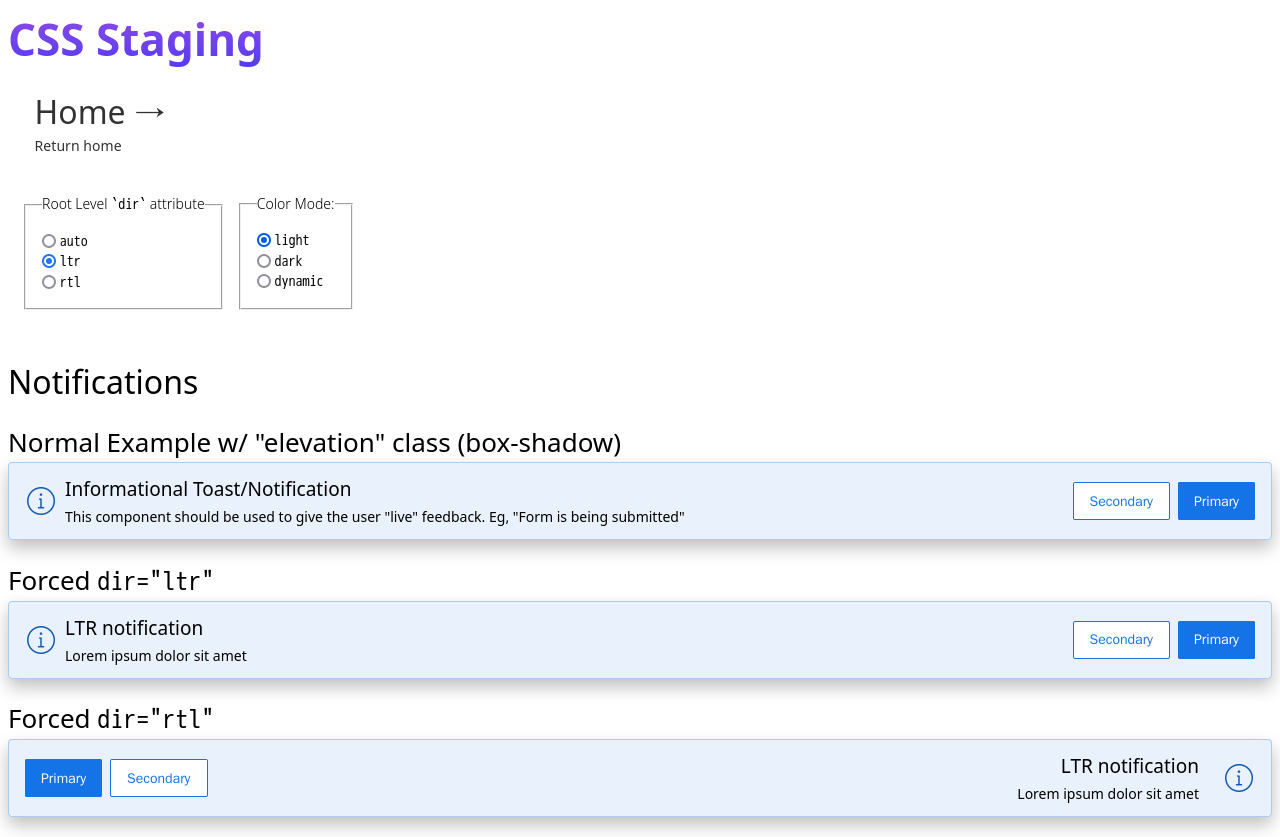 CSS Staging
Home →
Return home
Root Level `dir` attribute
auto
ltr
rtl
Color Mode:
light
dark
dynamic
Notifications
Normal Example w/ "elevation" class (box-shadow)
Informational Toast/Notification
This component should be used to give the user "live" feedback. Eg, "Form is being submitted"
Secondary
Primary
Forced dir="ltr"
LTR notification
Lorem ipsum dolor sit amet
Secondary
Primary
Forced dir="rtl"
LTR notification
Lorem ipsum dolor sit amet
Secondary
Primary